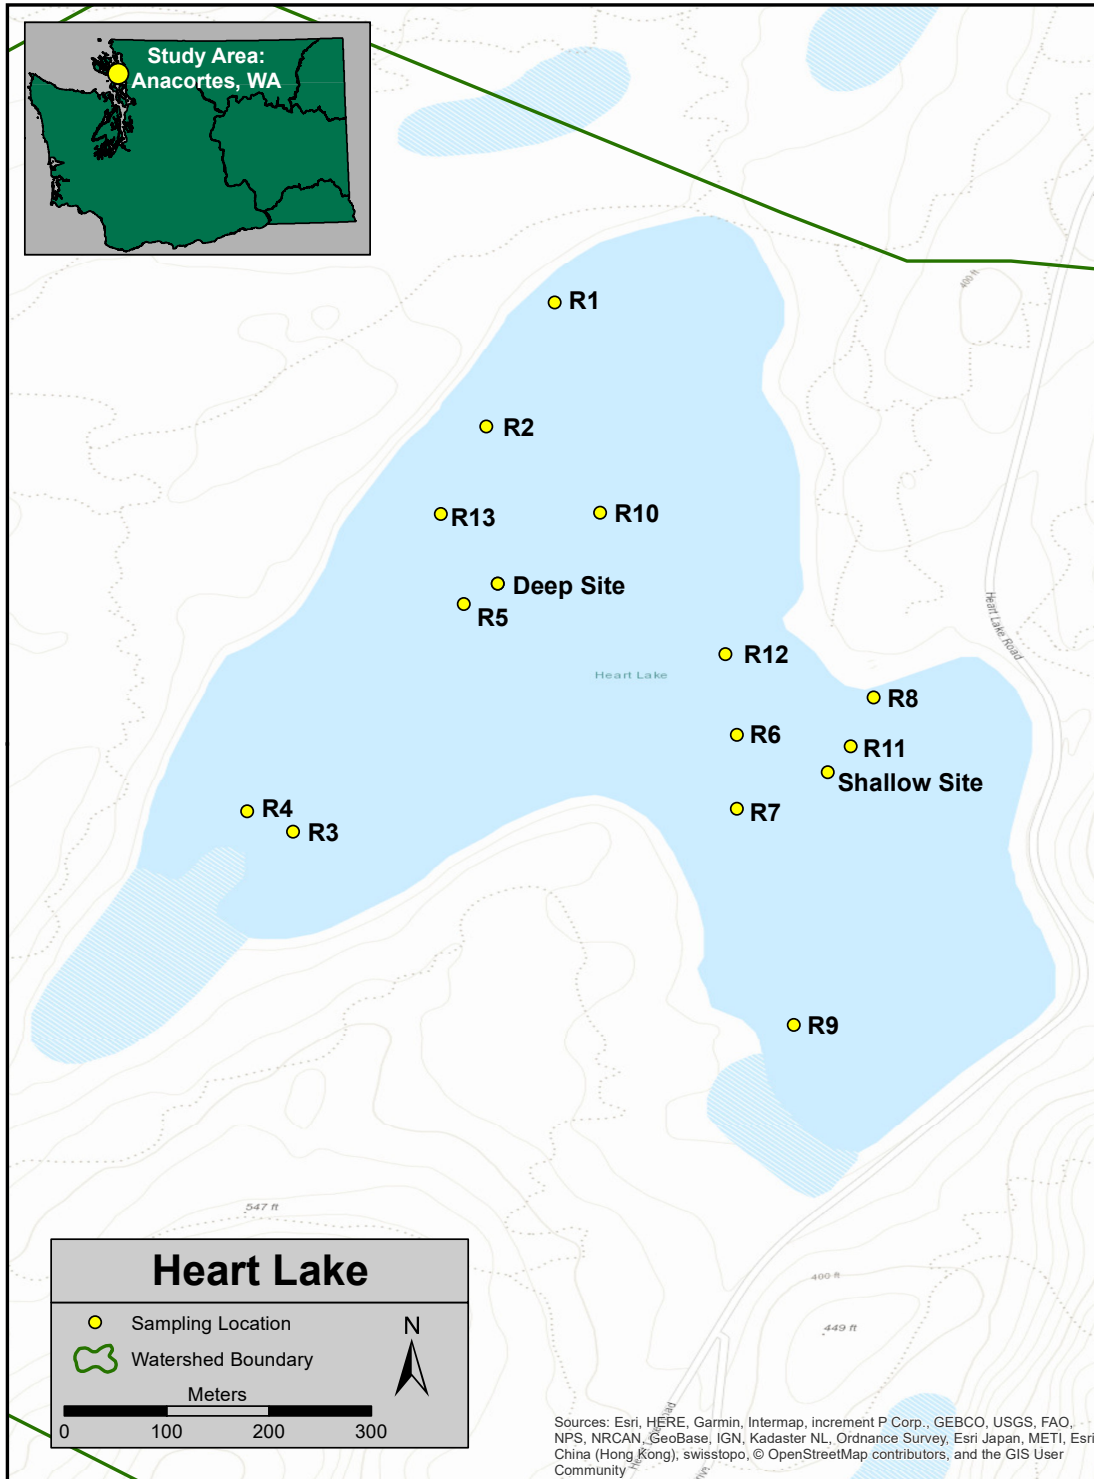 Study Area:
Anacortes, WA
400 ft
R1
R2
R13
R10
Deep Site
R5
Heart Lake Road
R12
Heart Lake
R8
R6
R11
Shallow Site
R7
R4
R3
R9
547 ft
Heart Lake
400 ft
Sampling Location
N
449 ft
Watershed Boundary
Meters
0 100 200 300
Heart Lake Road
Sources: Esri, HERE, Garmin, Intermap, increment P Corp., GEBCO, USGS, FAO,
NPS, NRCAN, GeoBase, IGN, Kadaster NL, Ordnance Survey, Esri Japan, METI, Esri
China (Hong Kong), swisstopo, © OpenStreetMap contributors, and the GIS User
Community